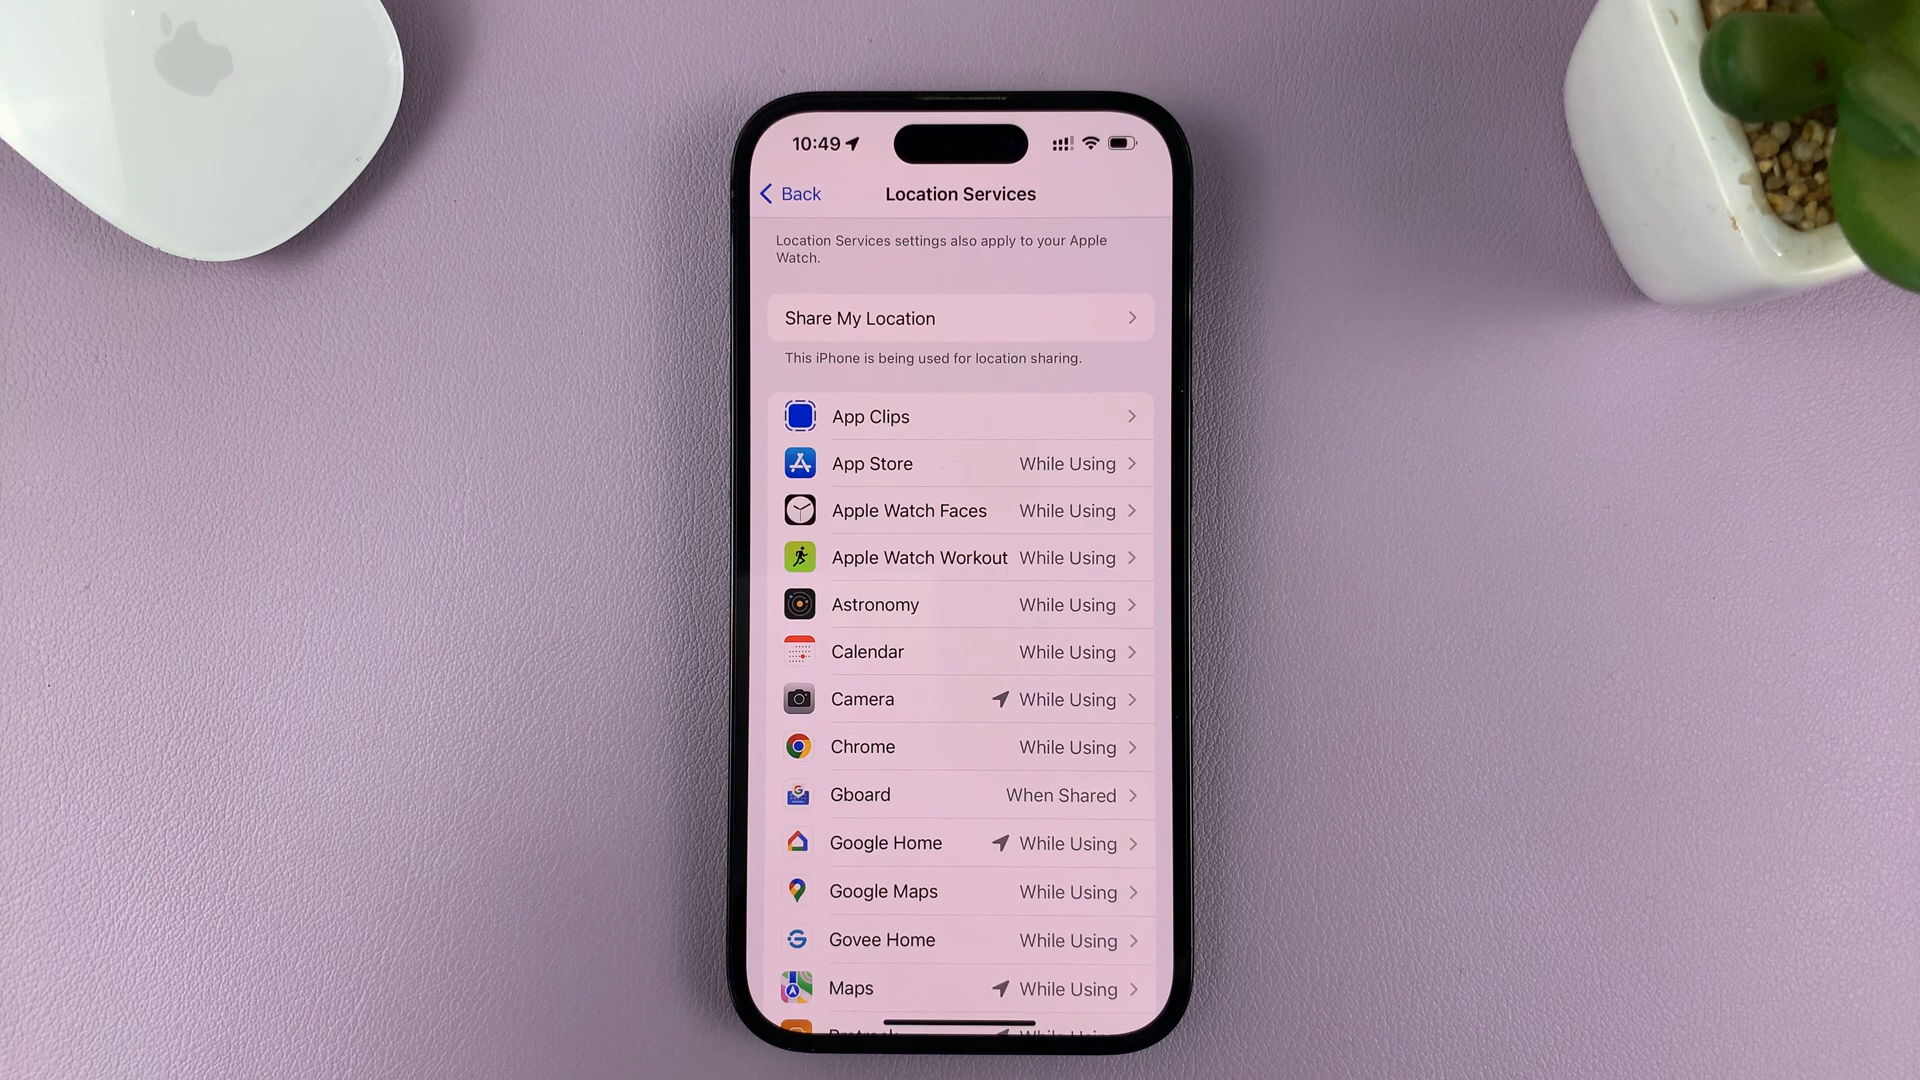 10:49
Back Location Services
Location Services settings also apply to your Apple
Watch.
Share My Location
This iPhone is being used for location sharing.
App Clips
App Store While Using
Apple Watch Faces While Using
Apple Watch Workout While Using
Astronomy While Using
Calendar While Using
Camera While Using
Chrome While Using
Gboard When Shared
Google Home While Using
Google Maps While Using
Govee Home While Using
Maps While Using
While Using